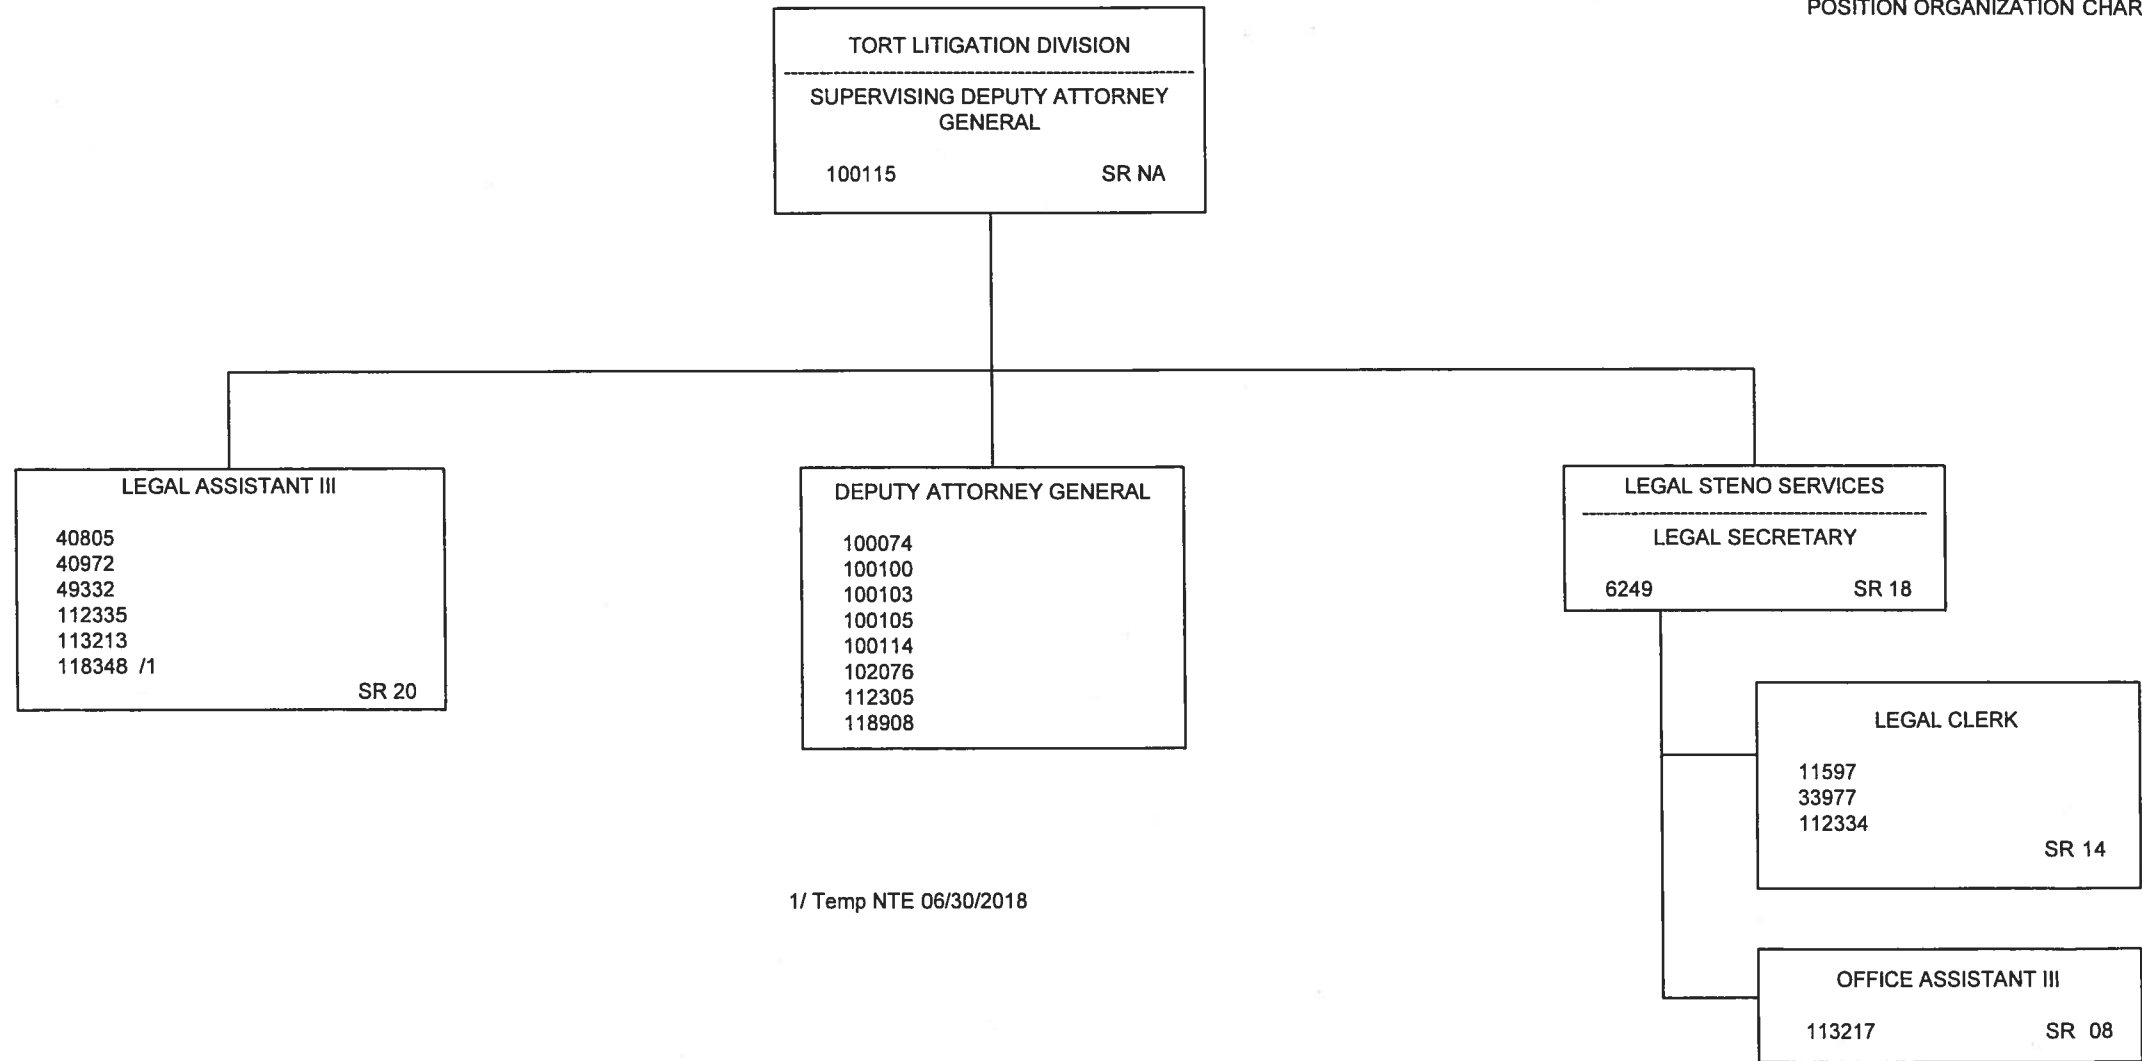 POSITION ORGANIZATION CHAR
TORT LITIGATION DIVISION
SUPERVISING DEPUTY ATTORNEY
GENERAL
100115 SR NA
LEGAL ASSISTANT III
40805
40972
49332
112335
113213
118348 /1
SR 20
DEPUTY ATTORNEY GENERAL
100074
100100
100103
100105
100114
102076
112305
118908
LEGAL STENO SERVICES
LEGAL SECRETARY
6249 SR 18
LEGAL CLERK
11597
33977
112334
SR 14
1/ Temp NTE 06/30/2018
OFFICE ASSISTANT III
113217 SR 08